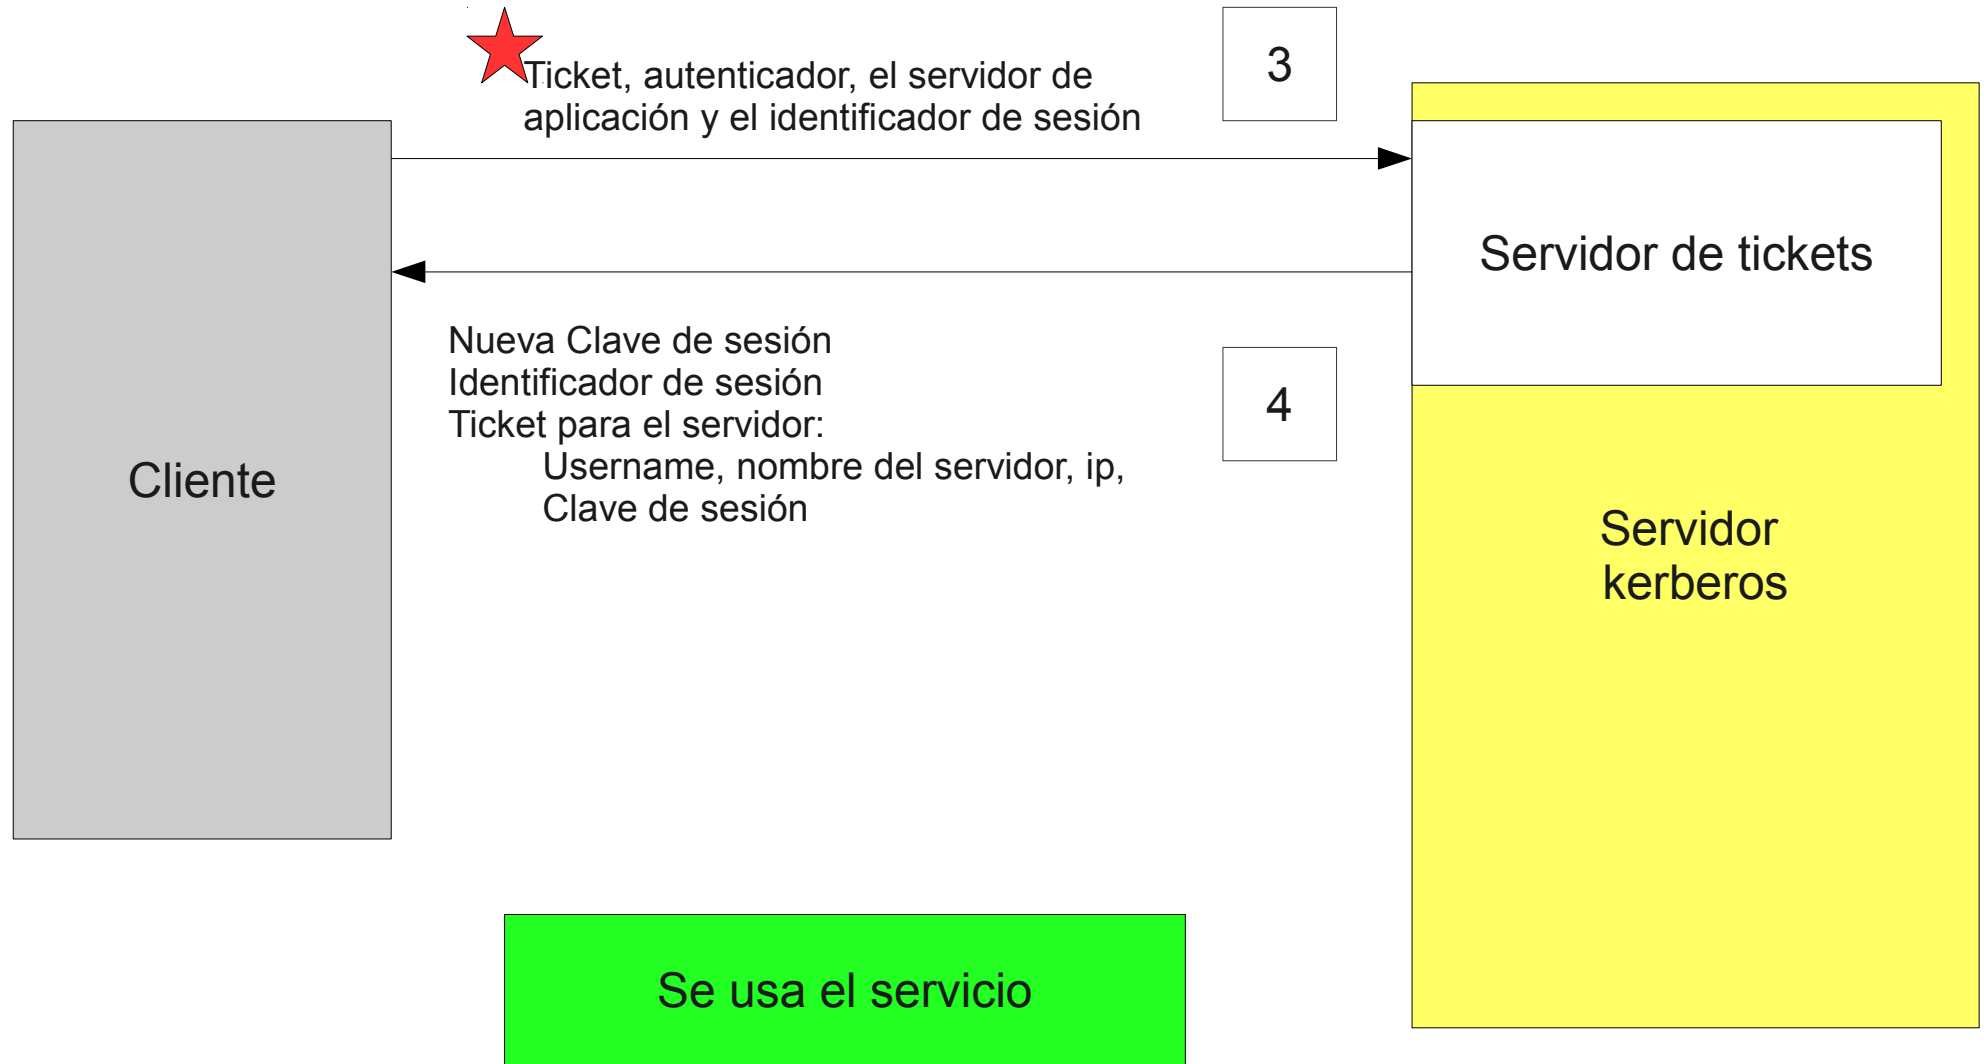 Ticket, autenticador, el servidor de
aplicación y el identificador de sesión
3
Servidor de tickets
Nueva Clave de sesión
Identificador de sesión
Ticket para el servidor:
Username, nombre del servidor, ip,
Clave de sesión
4
Cliente
Servidor
kerberos
Se usa el servicio